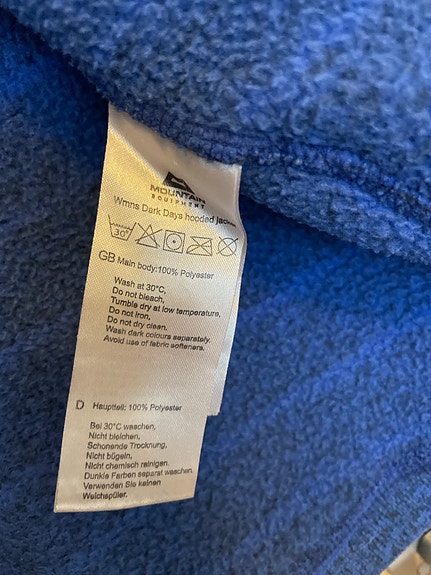 MOUNTAIN
EQUIPMENT
Wmns Dark Days hooded jacket
30°
GB Main body:100% Polyester
Wash at 30°C,
Do not bleach,
Tumble dry at low temperature,
Do not iron,
Do not dry clean.
Wash dark colours separately.
Avoid use of fabric softeners.
D Hauptteil: 100% Polyester
Bei 30°C waschen,
Nicht bleichen,
Schonende Trocknung,
Nicht bügeln.
Nicht chemisch reinigen.
Dunkle Farben separat waschen.
Verwenden Sie keinen
Weichspüler.